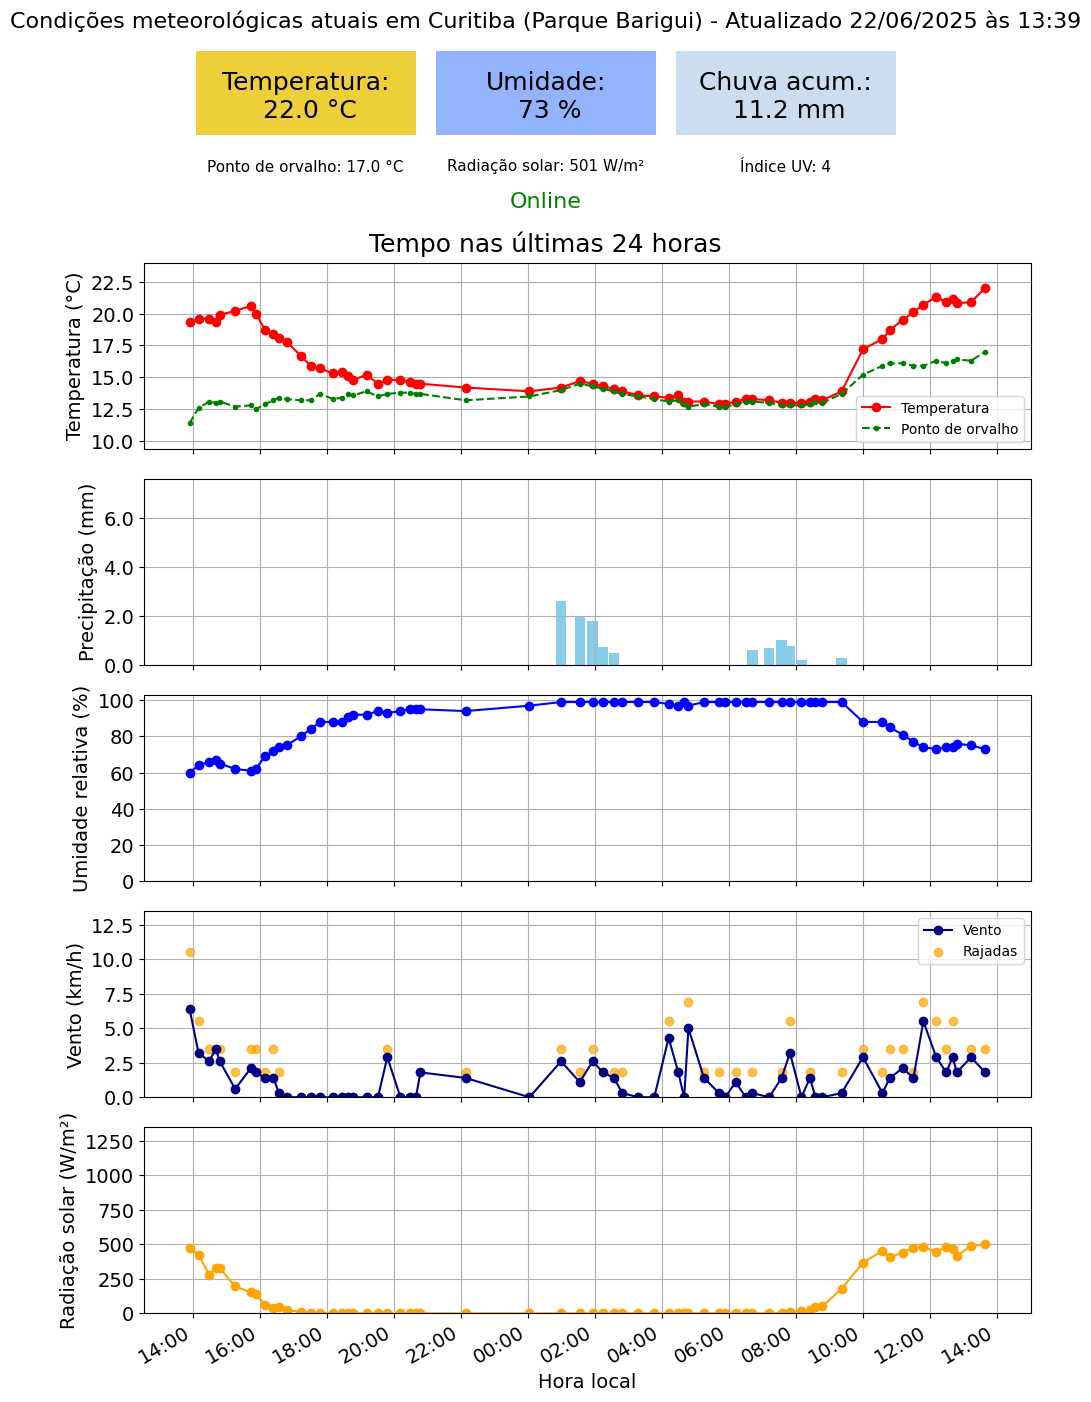 Condições meteorológicas atuais em Curitiba (Parque Barigui) - Atualizado 22/06/2025 às 13:39
Temperatura:
22.0 °C
Umidade:
73 %
Chuva acum.:
11.2 mm
Ponto de orvalho: 17.0 °C
Radiação solar: 501 W/m²
Índice UV: 4
Online
Tempo nas últimas 24 horas
Temperatura (°C)
22.5
20.0
17.5
15.0
12.5
10.0
Temperatura
Ponto de orvalho
Precipitação (mm)
6.0
4.0
2.0
0.0
Umidade relativa (%)
100
80
60
40
20
0
Vento (km/h)
12.5
10.0
7.5
5.0
2.5
0.0
Vento
Rajadas
Radiação solar (W/m²)
1250
1000
750
500
250
0
14:00
16:00
18:00
20:00
22:00
00:00
02:00
04:00
06:00
08:00
10:00
12:00
14:00
Hora local